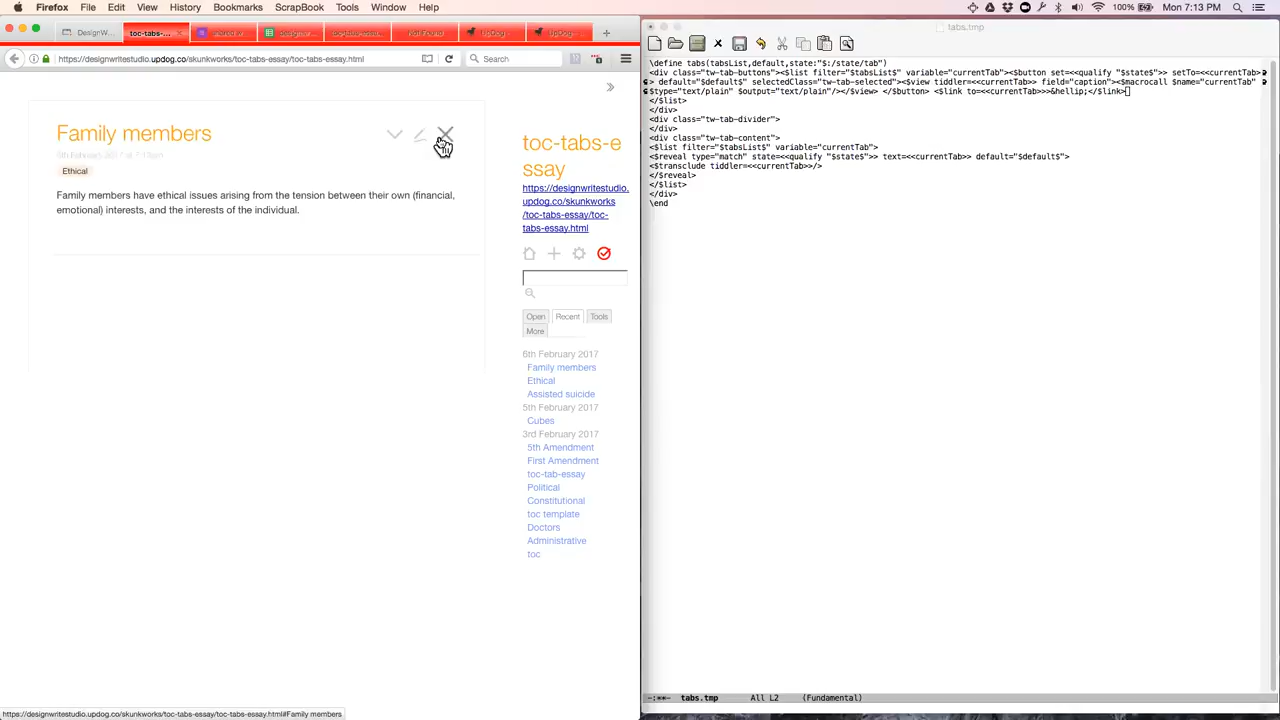 Firefox File Edit View History Bookmarks ScrapBook Tools Window Help
100% Mon 7:13 PM
DesignW toc-tabs- Not Found UpDog UpDog
https://designwritestudio.updog.co/skunkworks/toc-tabs-essay/toc-tabs-essay.html
Search
Family members
Ethical
Family members have ethical issues arising from the tension between their own (financial,
emotional) interests, and the interests of the individual.
toc-tabs-e
ssay
https://designwritestudio.
updog.co/skunkworks
/toc-tabs-essay/toc-
tabs-essay.html
Open Recent Tools
More
6th February 2017
Family members
Ethical
Assisted suicide
5th February 2017
Cubes
3rd February 2017
5th Amendment
First Amendment
toc-tab-essay
Political
Constitutional
toc template
Doctors
Administrative
toc
https://designwritestudio.updog.co/skunkworks/toc-tabs-essay/toc-tabs-essay.html#Family members
tabs.tmp
\define tabs(tabsList,default,state:"$:/state/tab")
<div class="tw-tab-buttons"><$list filter="$tabsList$" variable="currentTab"><$button set=<<qualify "$state$">> setTo=<<currentTab>
> default="$default$" selectedClass="tw-tab-selected"><$view tiddler=<<currentTab>> field="caption"><$macrocall $name="currentTab"
$type="text/plain" $output="text/plain"/></$view> </$button> <$link to=<<currentTab>>>&hellip;</$link>
</$list>
</div>
<div class="tw-tab-divider">
</div>
<div class="tw-tab-content">
<$list filter="$tabsList$" variable="currentTab">
<$reveal type="match" state=<<qualify "$state$">> text=<<currentTab>> default="$default$">
<$transclude tiddler=<<currentTab>>/>
</$reveal>
</$list>
</div>
\end
-:**- tabs.tmp All L2 (Fundamental)